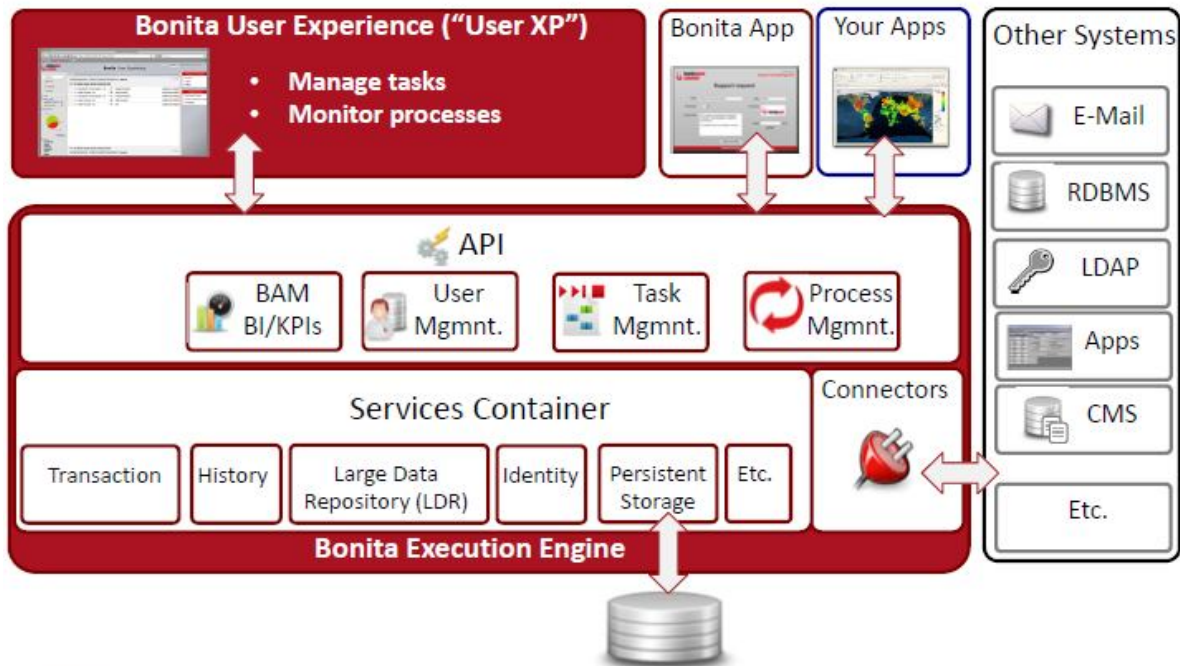 Bonita User Experience ("User XP")
• Manage tasks
• Monitor processes
Bonita App
Your Apps
Other Systems
E-Mail
RDBMS
LDAP
Apps
CMS
Etc.
API
BAM
BI/KPIs
User
Mgmnt.
Task
Mgmnt.
Process
Mgmnt.
Services Container
Transaction
History
Large Data
Repository (LDR)
Identity
Persistent
Storage
Etc.
Connectors
Bonita Execution Engine